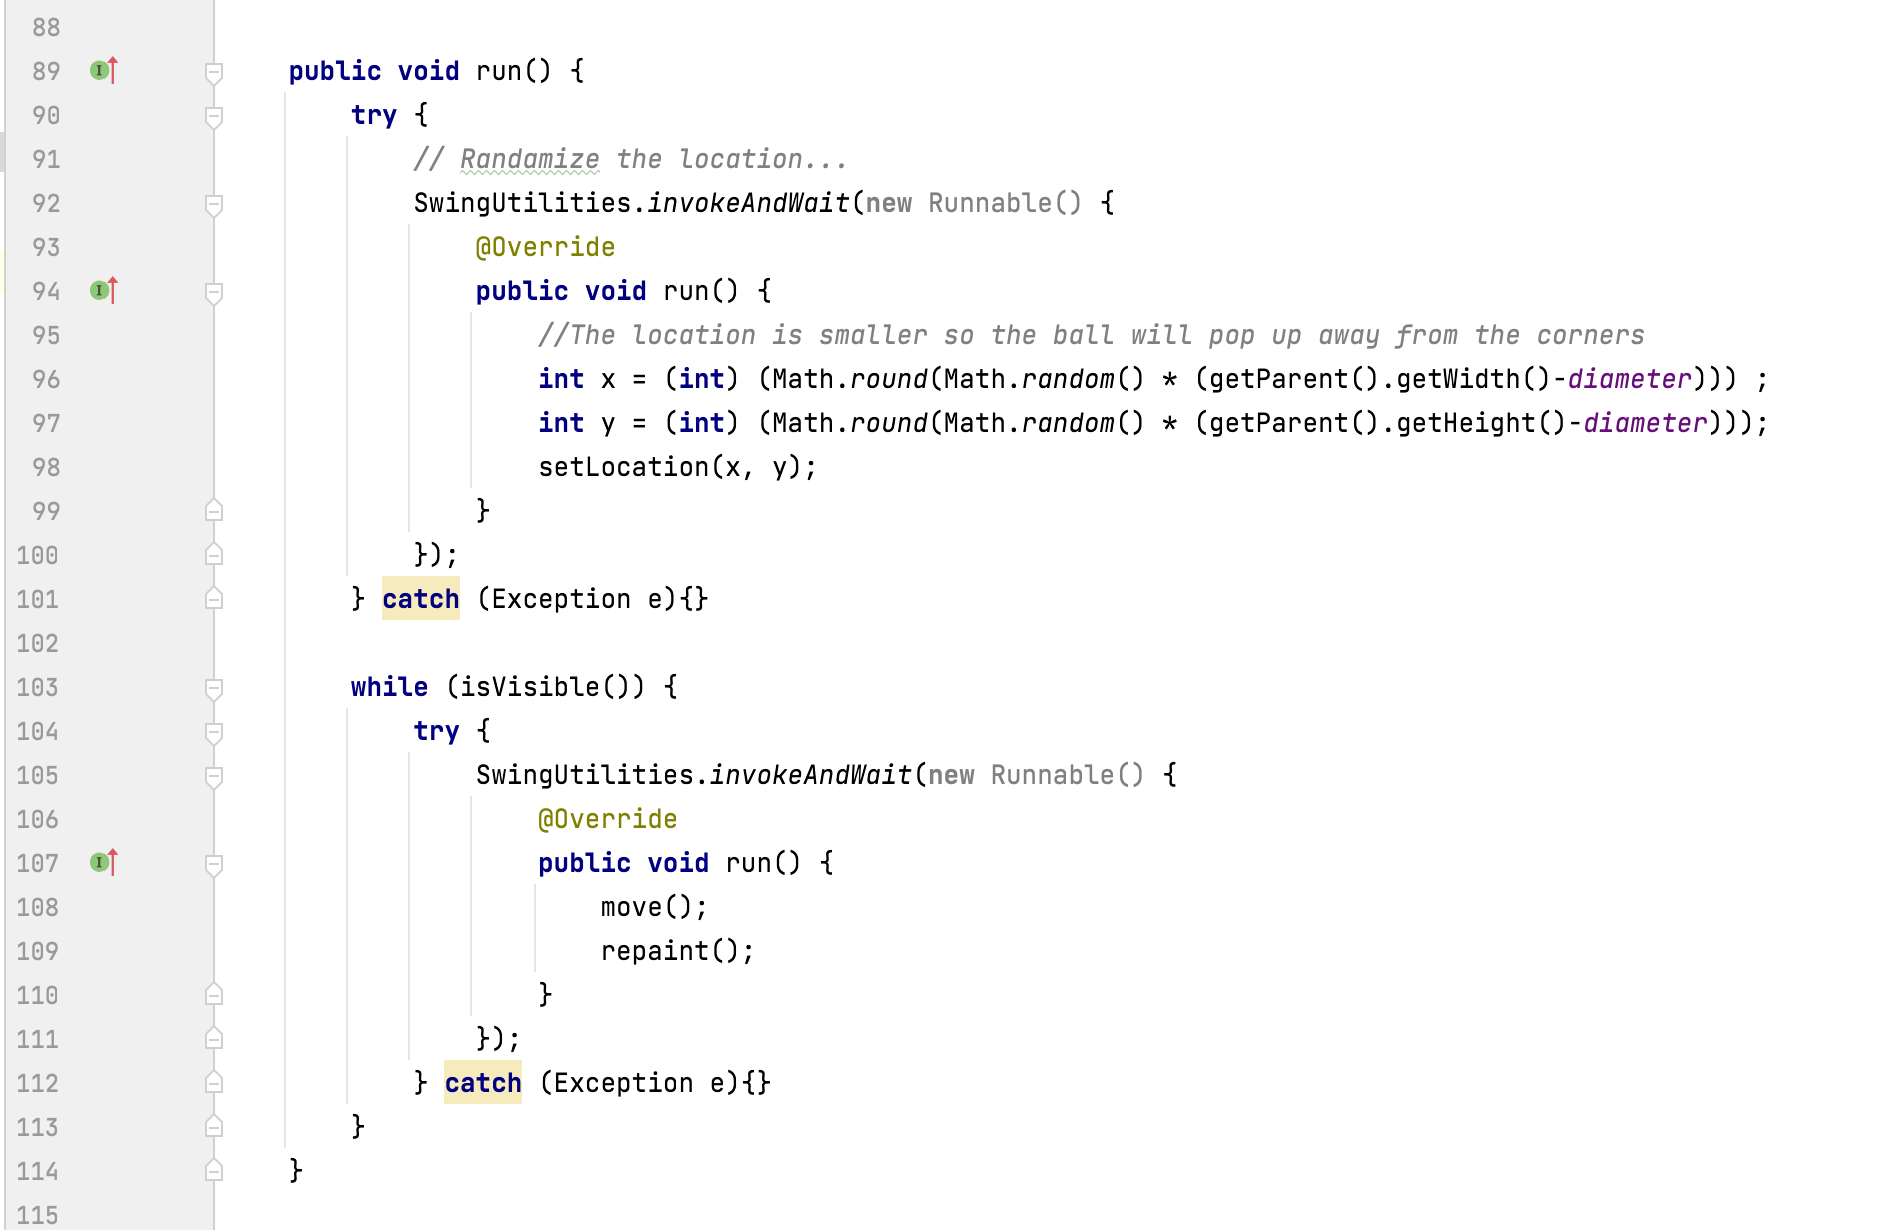 88
89 public void run() {
90 try {
91 // Randamize the location...
92 SwingUtilities.invokeAndWait(new Runnable() {
93 @Override
94 public void run() {
95 //The location is smaller so the ball will pop up away from the corners
96 int x = (int) (Math.round(Math.random() * (getParent().getWidth()-diameter))) ;
97 int y = (int) (Math.round(Math.random() * (getParent().getHeight()-diameter)));
98 setLocation(x, y);
99 }
100 });
101 } catch (Exception e){}
102
103 while (isVisible()) {
104 try {
105 SwingUtilities.invokeAndWait(new Runnable() {
106 @Override
107 public void run() {
108 move();
109 repaint();
110 }
111 });
112 } catch (Exception e){}
113 }
114 }
115